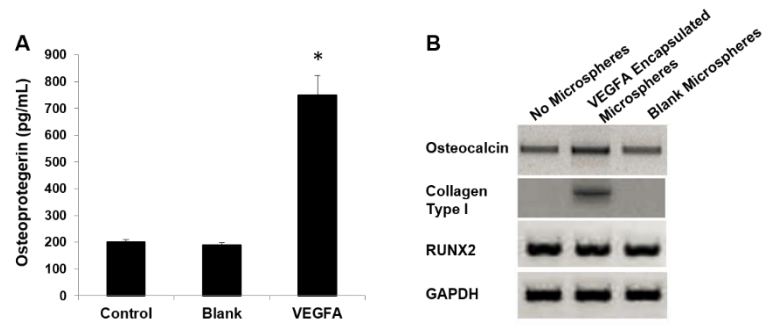 A
Osteoprotegerin (pg/mL)
900
800
700
600
500
400
300
200
100
0
*
Control
Blank
VEGFA
B
No Microspheres
VEGFA Encapsulated
Microspheres
Blank Microspheres
Osteocalcin
Collagen
Type I
RUNX2
GAPDH